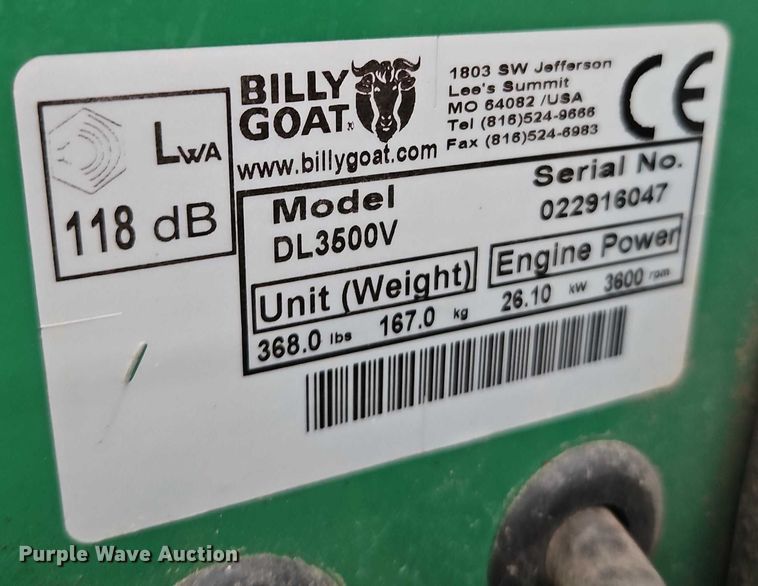 LWA
118 dB
BILLY
GOAT®
www.billygoat.com
1803 SW Jefferson
Lee's Summit
MO 64082 /USA
Tel (816)524-9666
Fax (816)524-6983
CE
Model
DL3500V
Serial No.
022916047
Unit (Weight)
368.0 lbs 167.0 kg
Engine Power
26.10 kW 3600 rpm
Purple Wave Auction